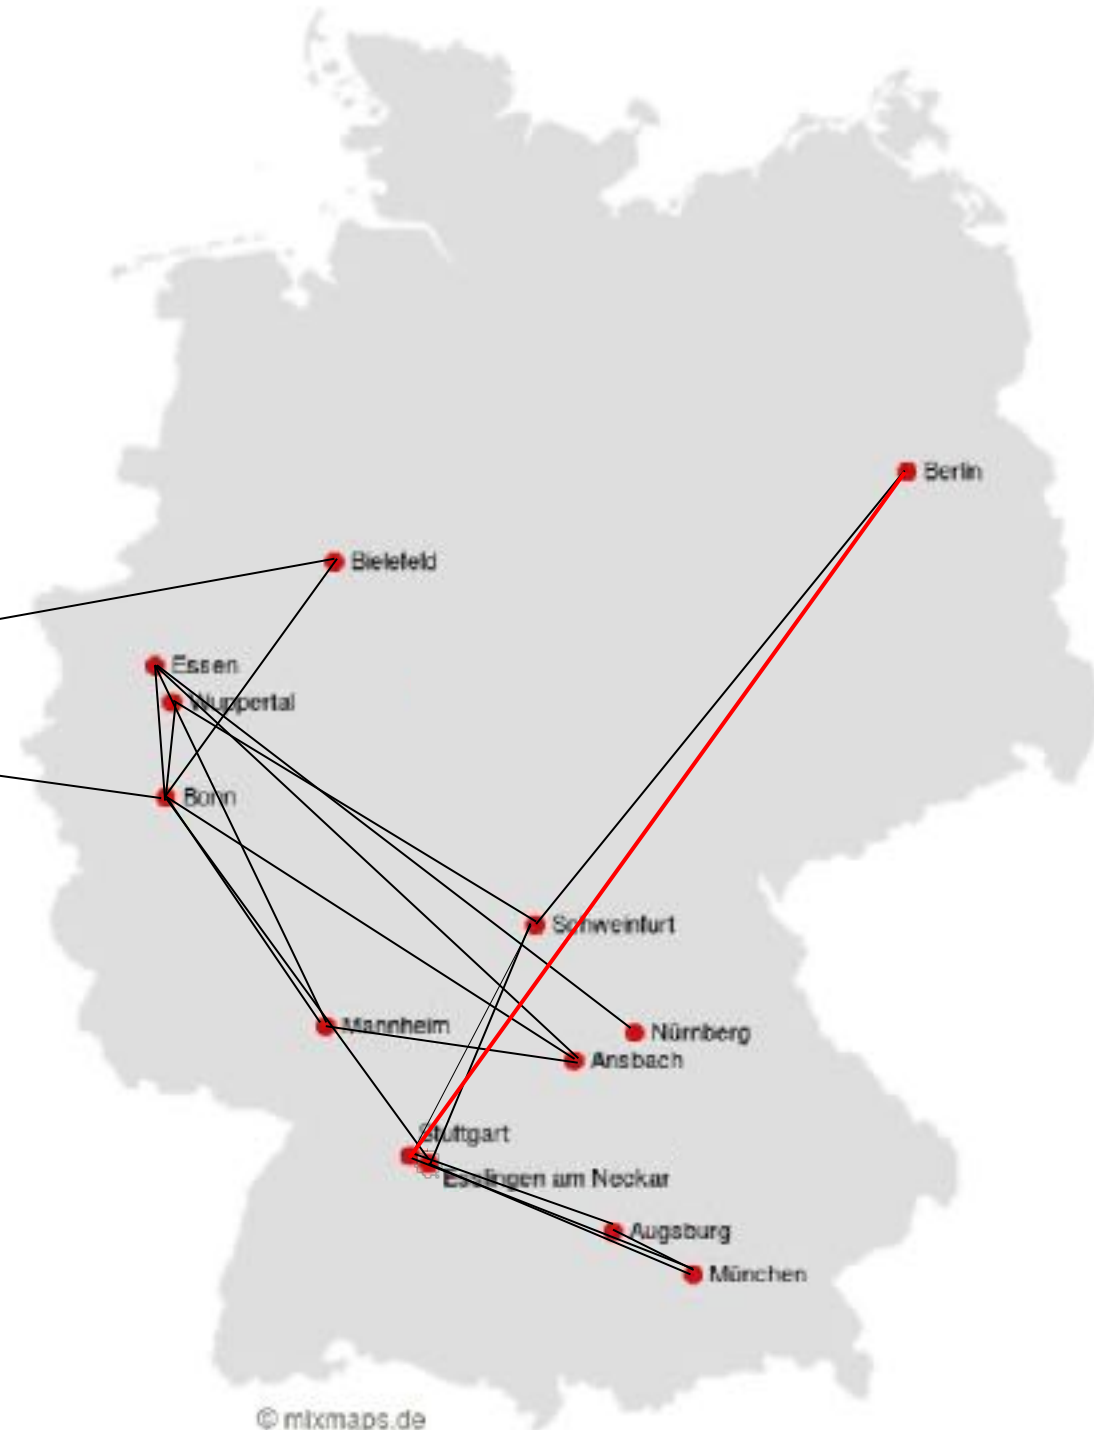 Berlin
Bielefeld
Essen
Wuppertal
Bonn
Schweinfurt
Mannheim
Nürnberg
Ansbach
Stuttgart
Esslingen am Neckar
Augsburg
München
© mixmaps.de